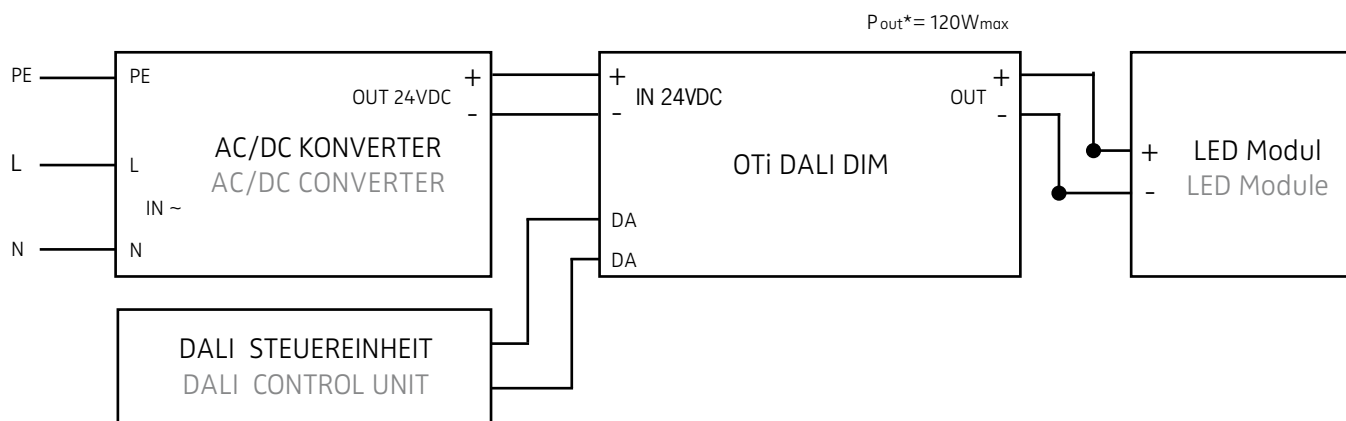 Pout*= 120Wmax
PE
PE
+
OUT 24VDC
-
AC/DC KONVERTER
AC/DC CONVERTER
L
L
IN ~
N
N
+
IN 24VDC
-
+
OUT
-
OTi DALI DIM
DA
DA
+
-
LED Modul
LED Module
DALI STEUEREINHEIT
DALI CONTROL UNIT